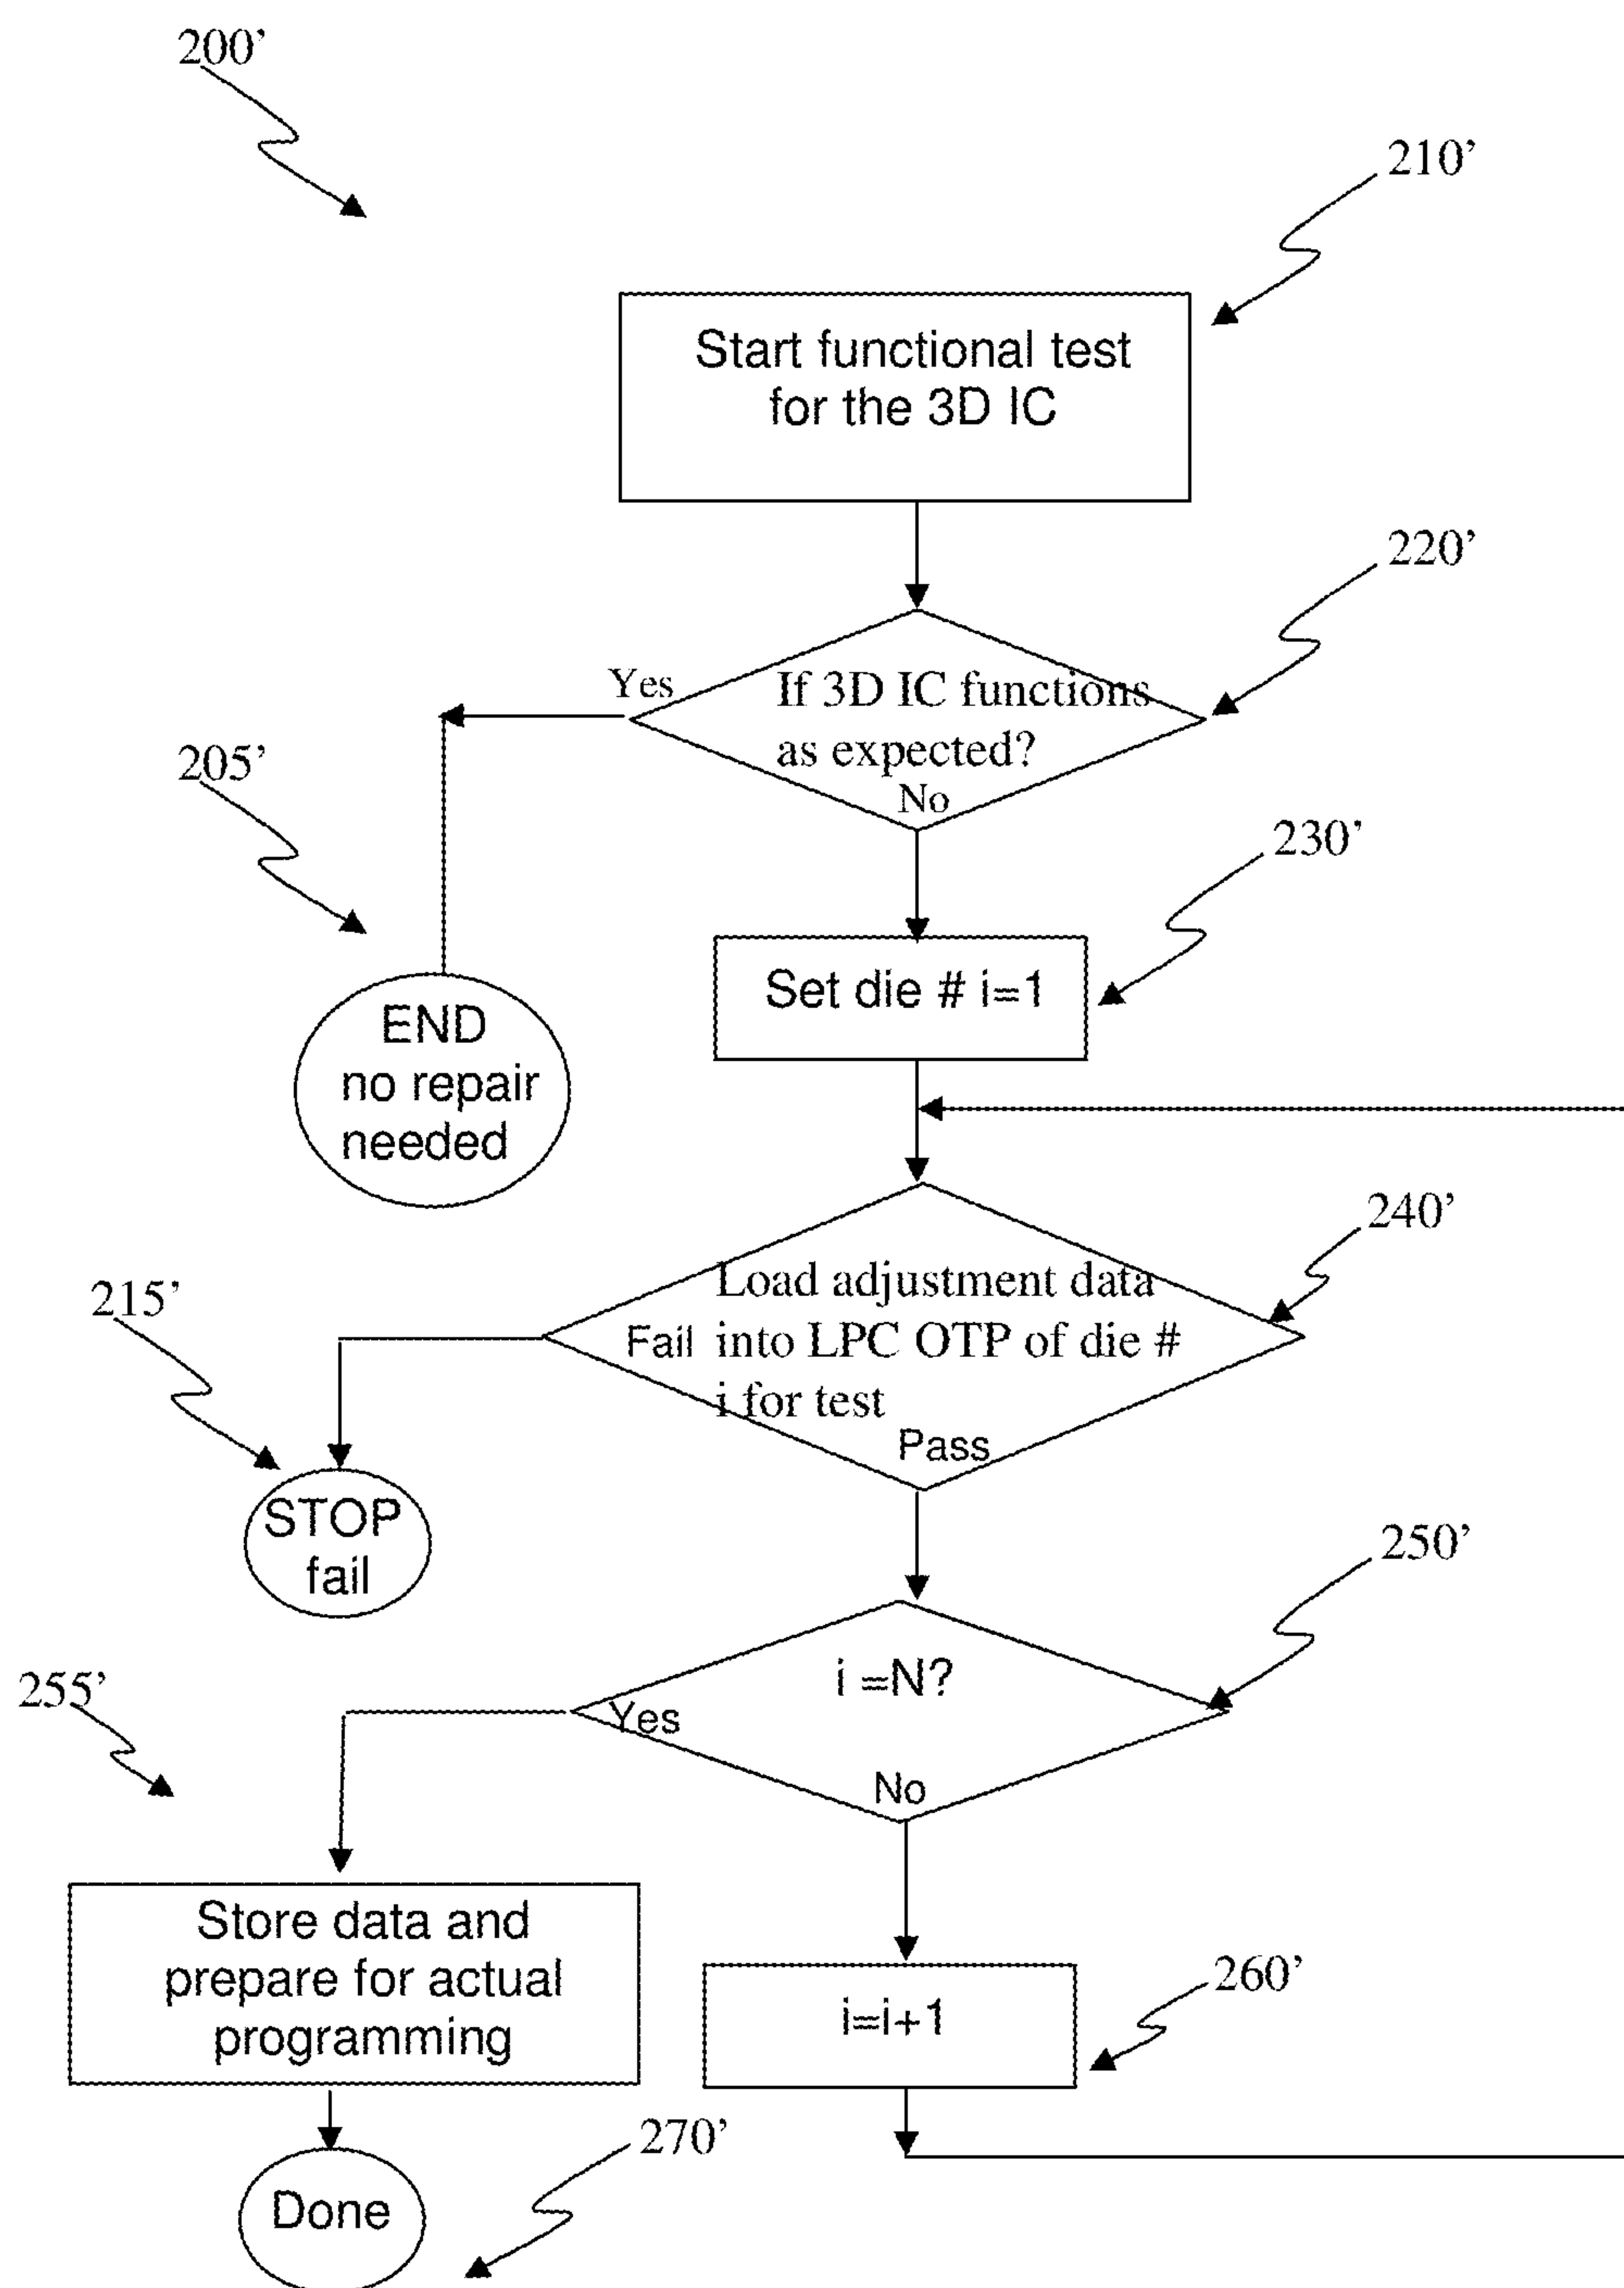 200’
210’
Start functional test
for the 3D IC
220’
Yes
If 3D IC functions
as expected?
No
205’
230’
Set die # i=1
END
no repair
needed
240’
215’
Load adjustment data
Fail into LPC OTP of die #
i for test
Pass
STOP
fail
250’
i =N?
255’
Yes
No
Store data and
prepare for actual
programming
260’
i=i+1
270’
Done